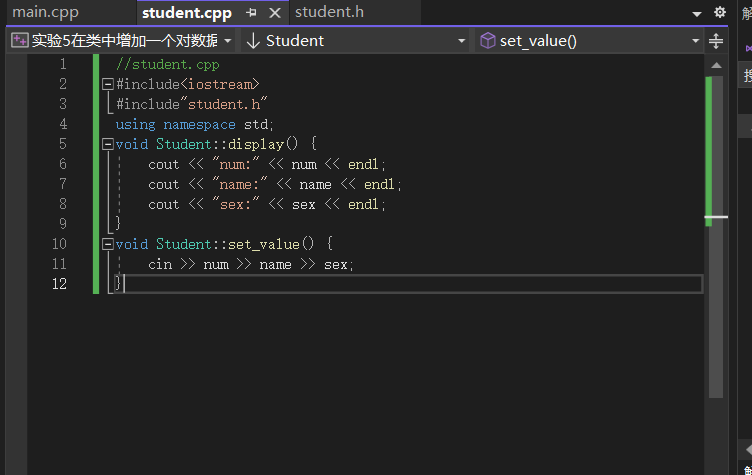 main.cpp student.cpp student.h
实验5在类中增加一个对数据 Student set_value()
1 //student.cpp
2 #include<iostream>
3 #include"student.h"
4 using namespace std;
5 void Student::display() {
6 cout << "num:" << num << endl;
7 cout << "name:" << name << endl;
8 cout << "sex:" << sex << endl;
9 }
10 void Student::set_value() {
11 cin >> num >> name >> sex;
12 }